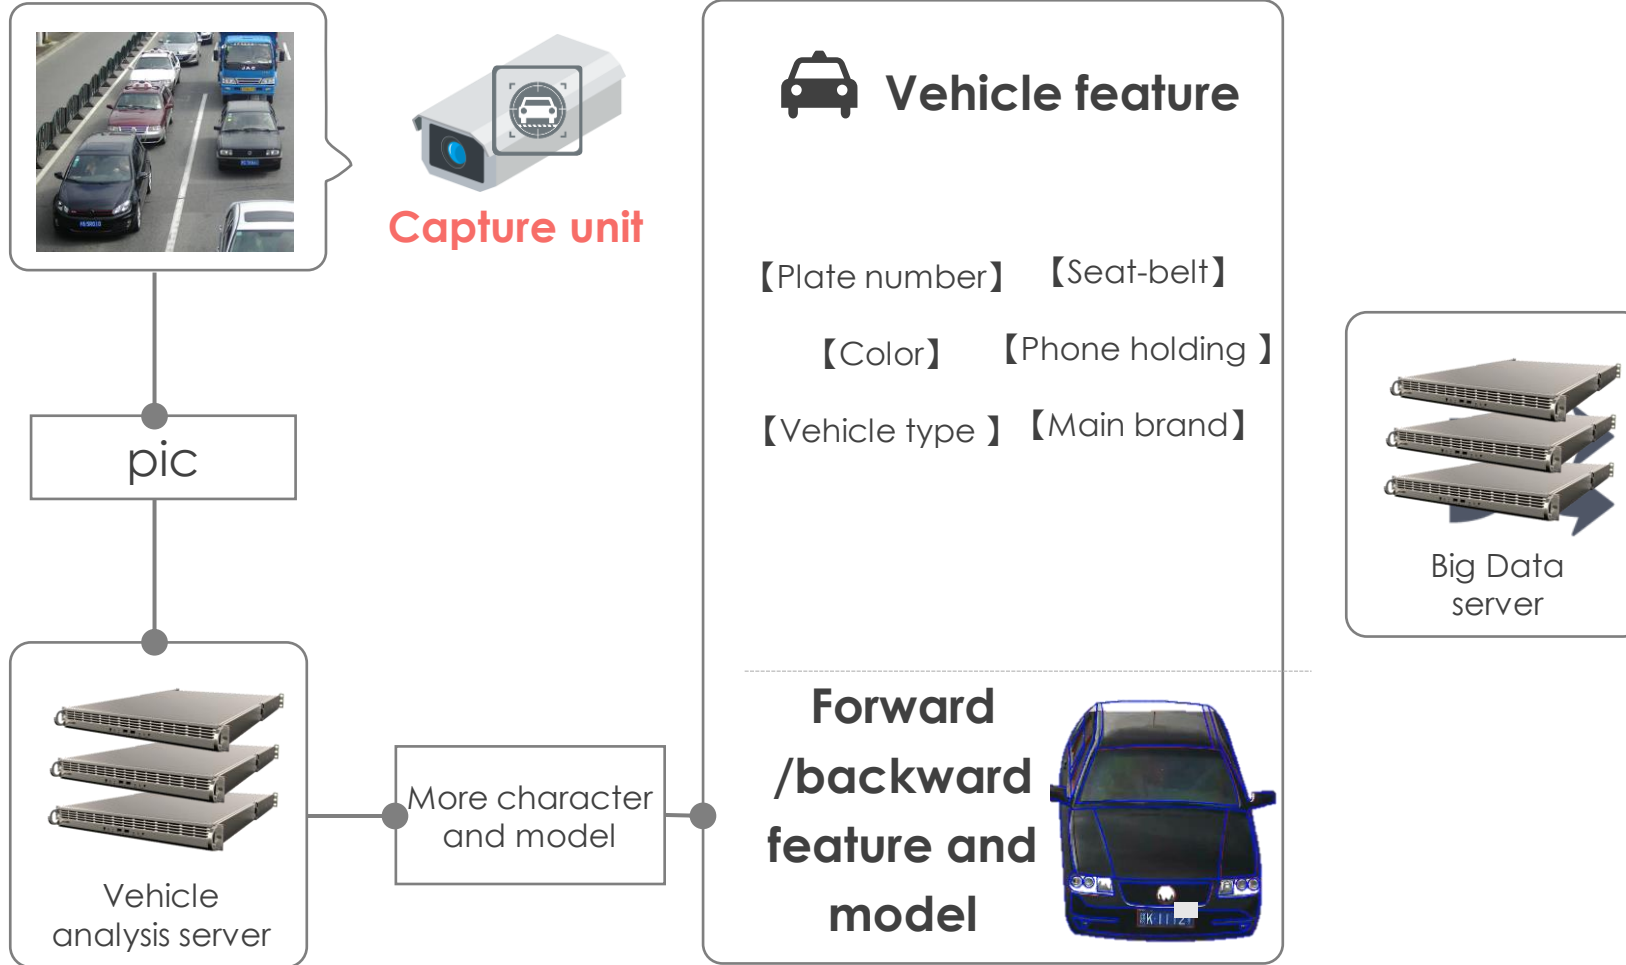 Vehicle feature
Capture unit
【Plate number】
【Seat-belt】
【Color】
【Phone holding 】
【Vehicle type 】
【Main brand】
pic
Big Data
server
Forward
/backward
feature and
model
More character
and model
Vehicle
analysis server